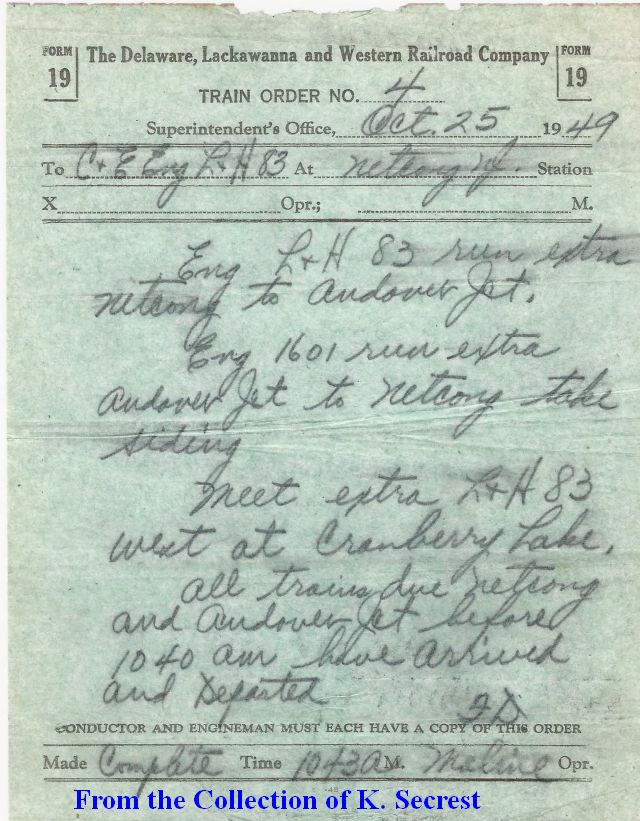 FORM 19 The Delaware, Lackawanna and Western Railroad Company FORM 19
TRAIN ORDER NO. 4
Superintendent's Office, Oct. 25 1949
To C+E Eng L+H 83 At Netcong NJ. Station
X Opr.; M.
Eng L+H 83 run extra
Netcong to Andover Jct.
Eng 1601 run extra
Andover Jct to Netcong take
siding
Meet extra L+H 83
west at Cranberry Lake.
All trains due Netcong
and Andover Jct before
1040 am have arrived
and Departed
CONDUCTOR AND ENGINEMAN MUST EACH HAVE A COPY OF THIS ORDER
Made Complete Time 1043 A M. Opr.
From the Collection of K. Secrest